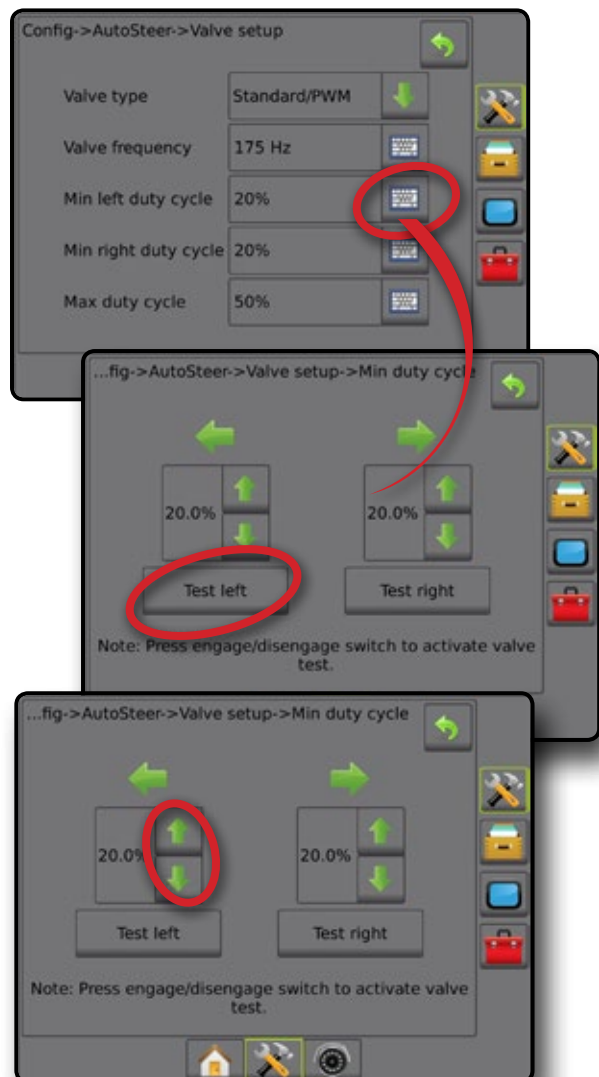 Config->AutoSteer->Valve setup
Valve type Standard/PWM
Valve frequency 175 Hz
Min left duty cycle 20%
Min right duty cycle 20%
Max duty cycle 50%
...fig->AutoSteer->Valve setup->Min duty cycle
20.0% 20.0%
Test left Test right
Note: Press engage/disengage switch to activate valve
test.
...fig->AutoSteer->Valve setup->Min duty cycle
20.0% 20.0%
Test left Test right
Note: Press engage/disengage switch to activate valve
test.